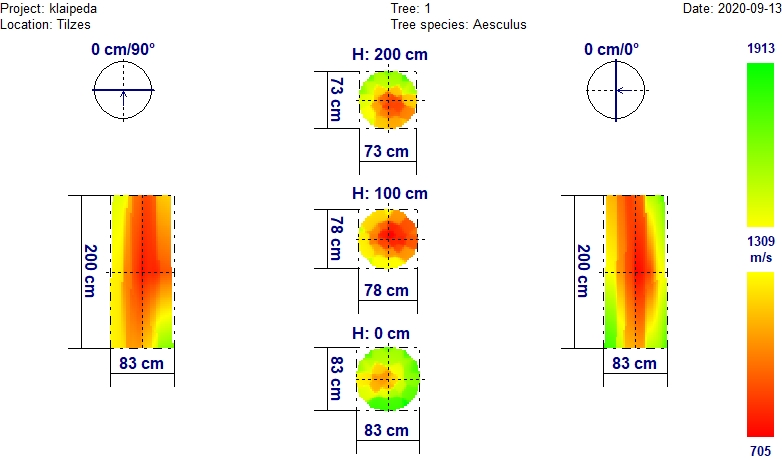 Project: klaipeda
Tree: 1
Date: 2020-09-13
Location: Tilzes
Tree species: Aesculus
0 cm/90°
H: 200 cm
0 cm/0°
1913
73 cm
73 cm
H: 100 cm
78 cm
78 cm
200 cm
83 cm
200 cm
83 cm
1309
m/s
H: 0 cm
83 cm
83 cm
705